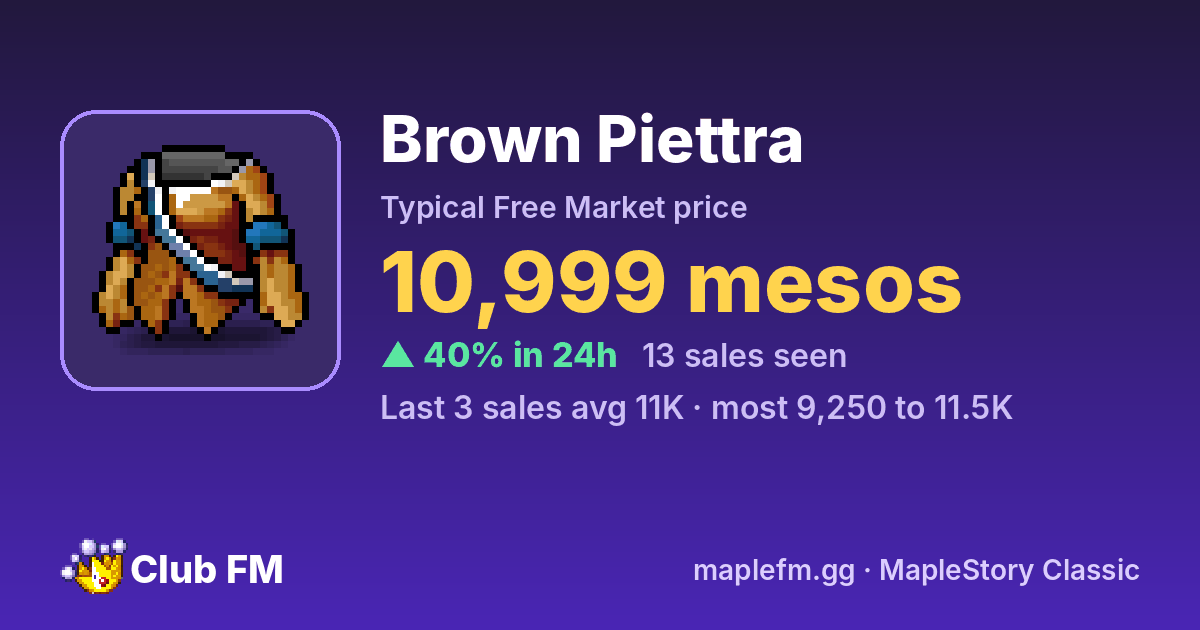 Brown Piettra
Typical Free Market price
10,999 mesos
▲ 40% in 24h 13 sales seen
Last 3 sales avg 11K · most 9,250 to 11.5K
Club FM
maplefm.gg · MapleStory Classic